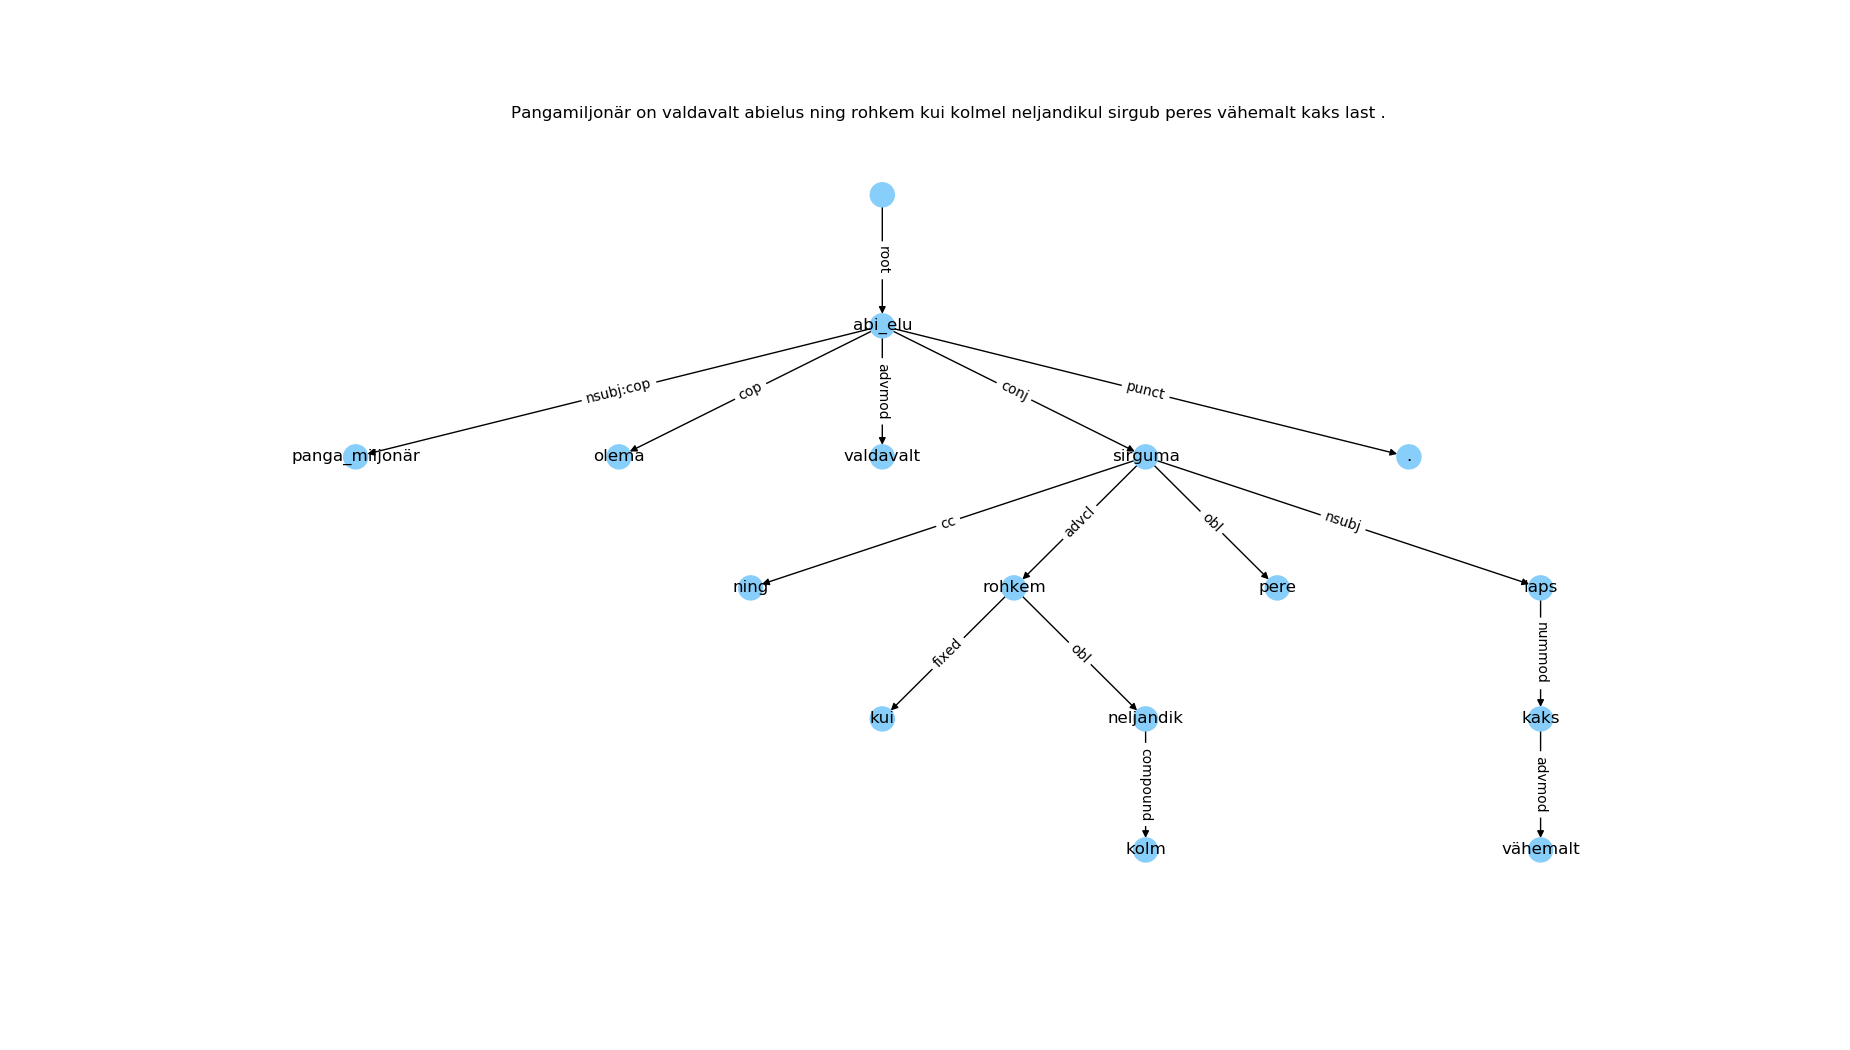 Pangamiljonär on valdavalt abielus ning rohkem kui kolmel neljandikul sirgub peres vähemalt kaks last .
root
abi_elu
nsubj:cop
cop
advmod
conj
punct
panga_miljonär
olema
valdavalt
sirguma
.
cc
advcl
obl
nsubj
ning
rohkem
pere
laps
fixed
obl
nummod
kui
neljandik
kaks
compound
advmod
kolm
vähemalt